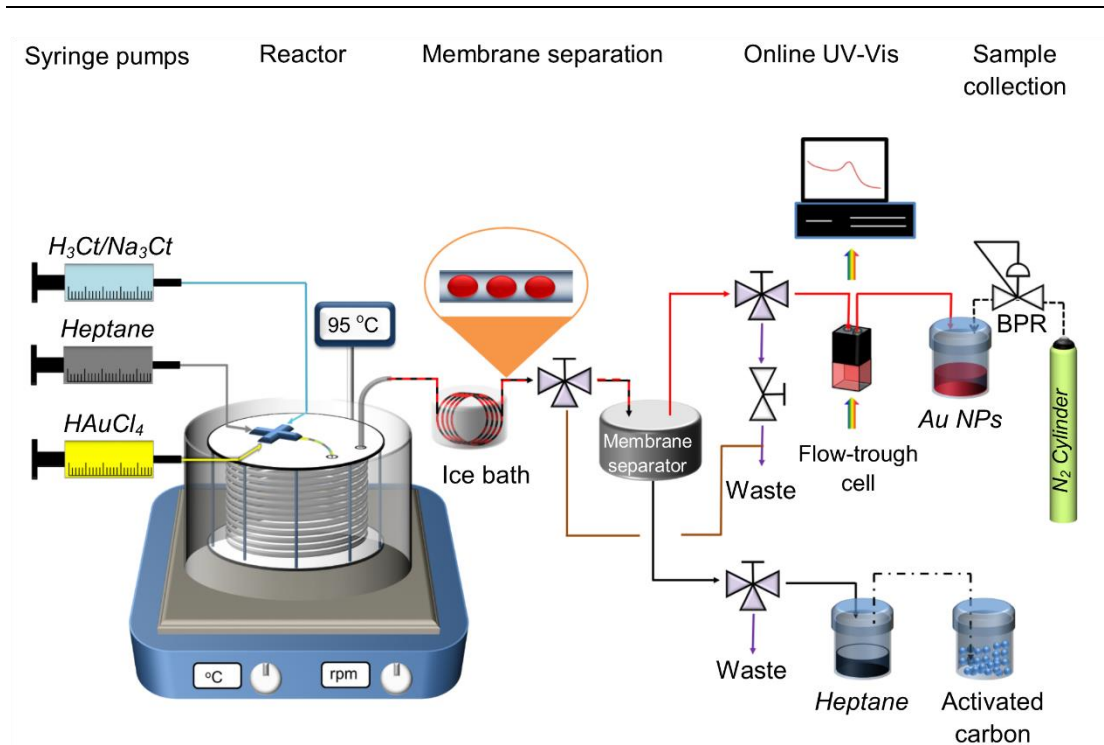 Syringe pumps
Reactor
Membrane separation
Online UV-Vis
Sample
collection
H₃Ct/Na₃Ct
Heptane
HAuCl₄
95 °C
Ice bath
Membrane
separator
Waste
Flow-trough
cell
BPR
Au NPs
N₂ Cylinder
Waste
Heptane
Activated
carbon
°C
rpm